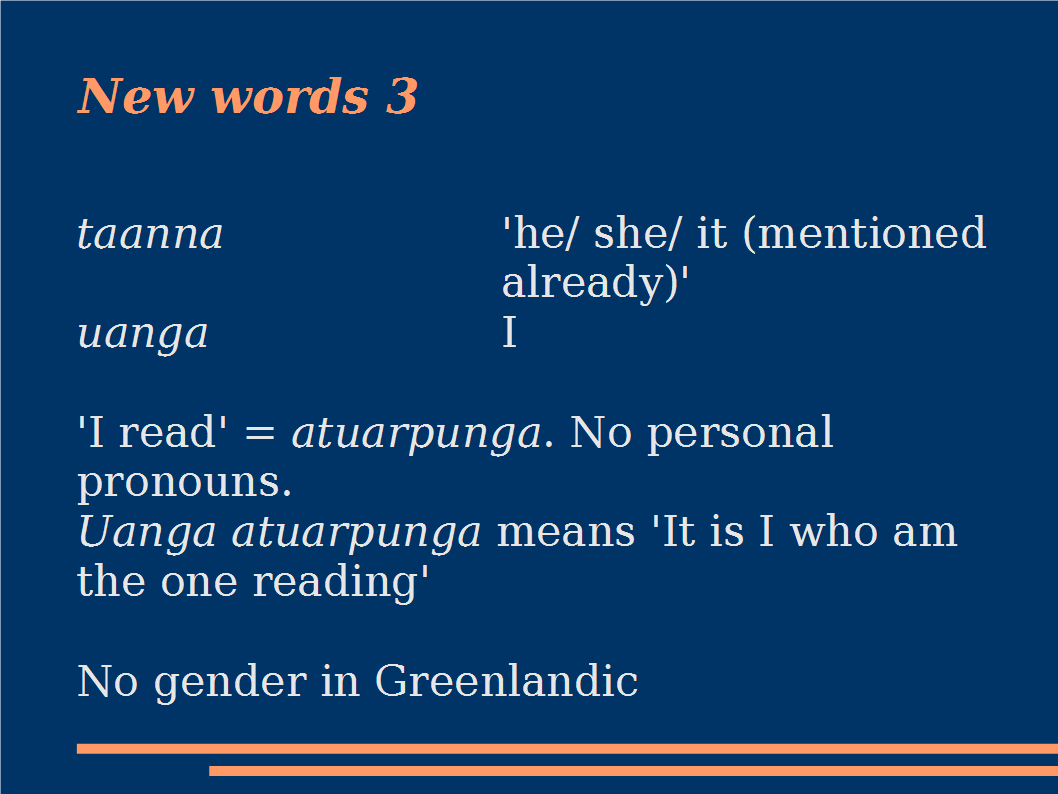 New words 3
taanna 'he/ she/ it (mentioned
already)'
uanga I
'I read' = atuarpunga. No personal
pronouns.
Uanga atuarpunga means 'It is I who am
the one reading'
No gender in Greenlandic